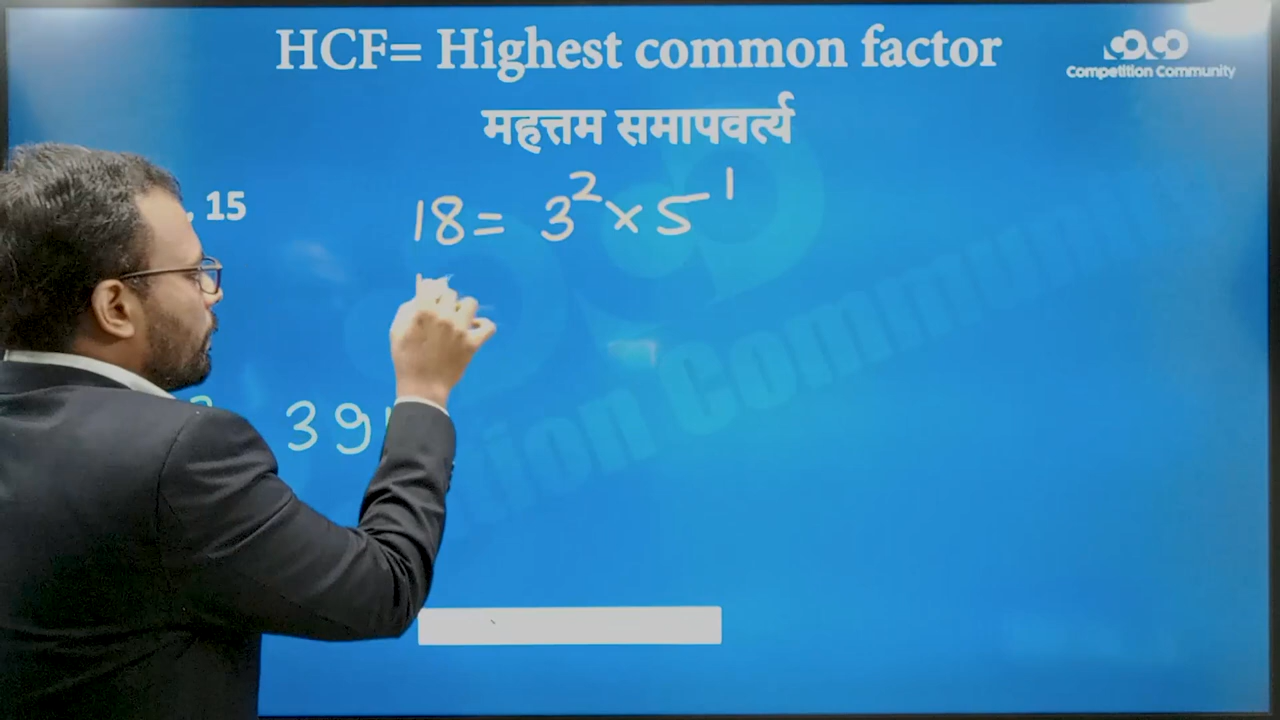 HCF= Highest common factor
Competition Community
महत्तम समापवर्त्य
, 15
18= 3² × 5¹
39